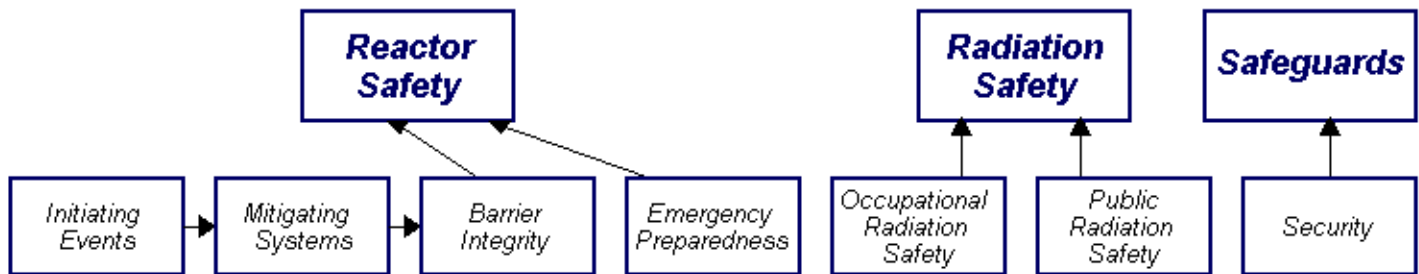 Reactor
Safety
Radiation
Safety
Safeguards
Initiating
Events
Mitigating
Systems
Barrier
Integrity
Emergency
Preparedness
Occupational
Radiation
Safety
Public
Radiation
Safety
Security